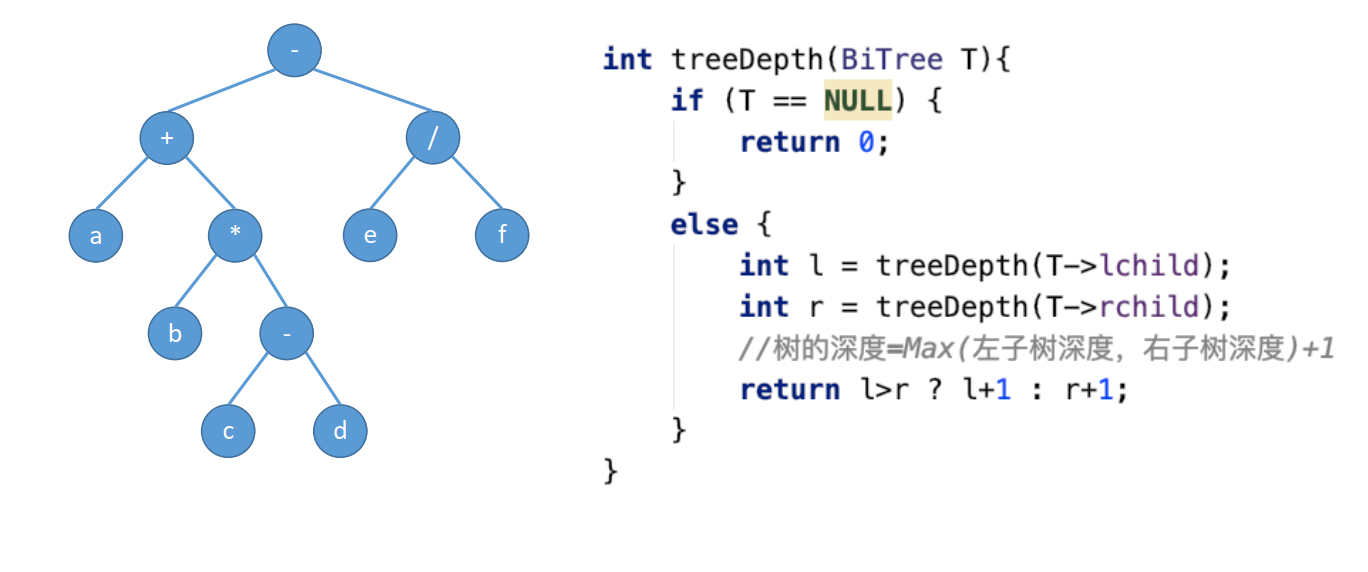 -
+
/
a
*
e
f
b
-
c
d
int treeDepth(BiTree T){
if (T == NULL) {
return 0;
}
else {
int l = treeDepth(T->lchild);
int r = treeDepth(T->rchild);
//树的深度=Max(左子树深度，右子树深度)+1
return l>r ? l+1 : r+1;
}
}